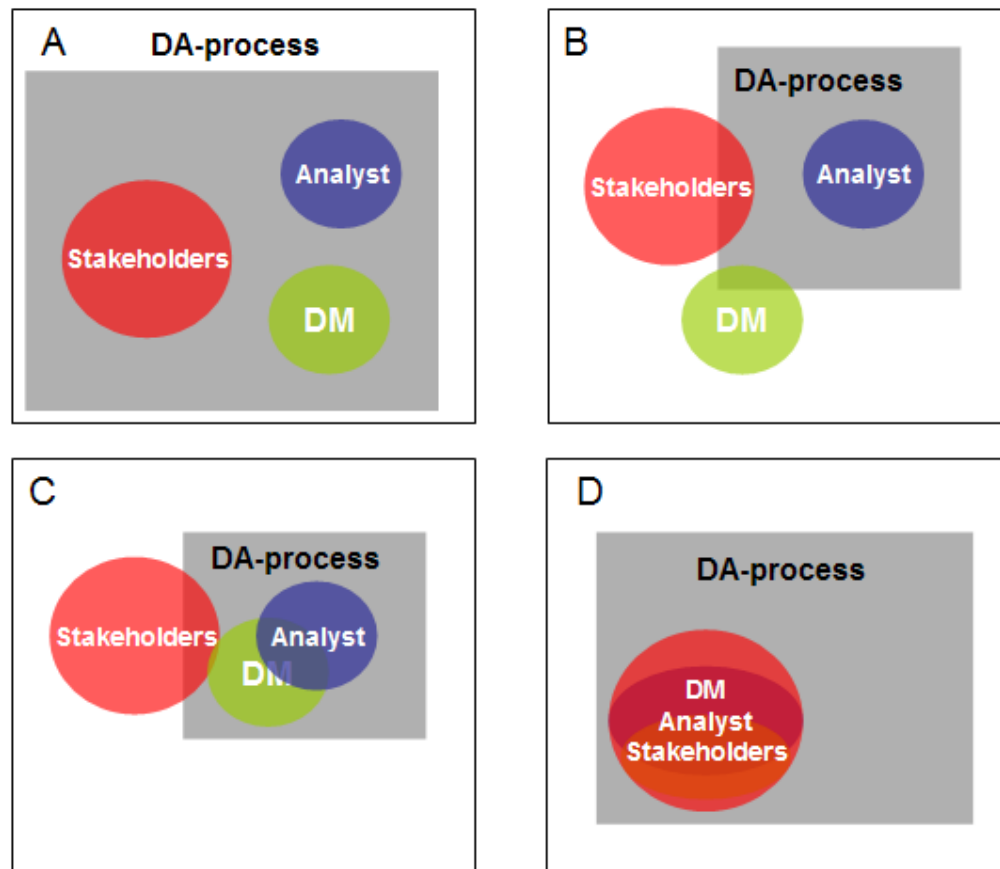 A
DA-process
Analyst
Stakeholders
DM
B
DA-process
Stakeholders
Analyst
DM
C
DA-process
Stakeholders
Analyst
DM
D
DA-process
DM
Analyst
Stakeholders